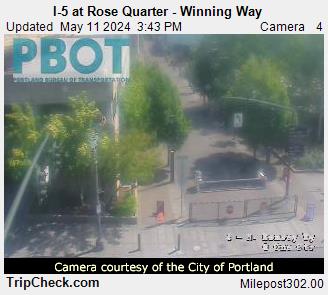 I-5 at Rose Quarter - Winning Way
Updated May 11 2024 3:43 PM Camera 4
PBOT
PORTLAND BUREAU OF TRANSPORTATION
Camera courtesy of the City of Portland
TripCheck.com Milepost302.00